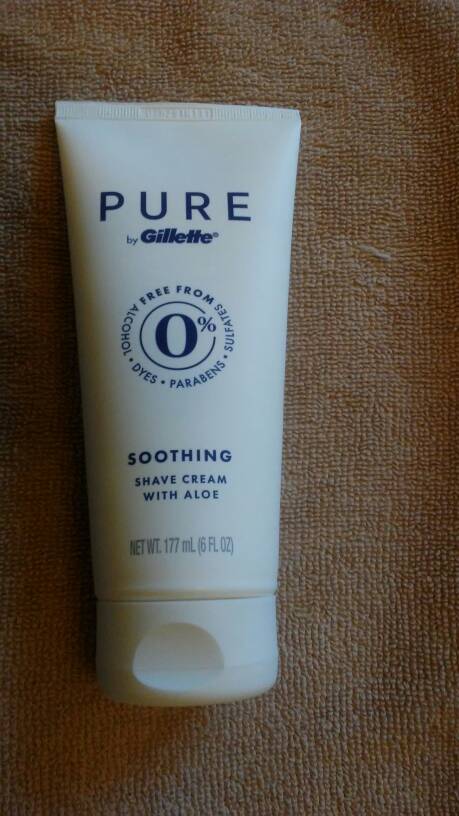 PURE
by Gillette®
FREE FROM
0%
ALCOHOL • DYES • PARABENS • SULFATES
SOOTHING
SHAVE CREAM
WITH ALOE
NET WT. 177 mL (6 FL OZ)